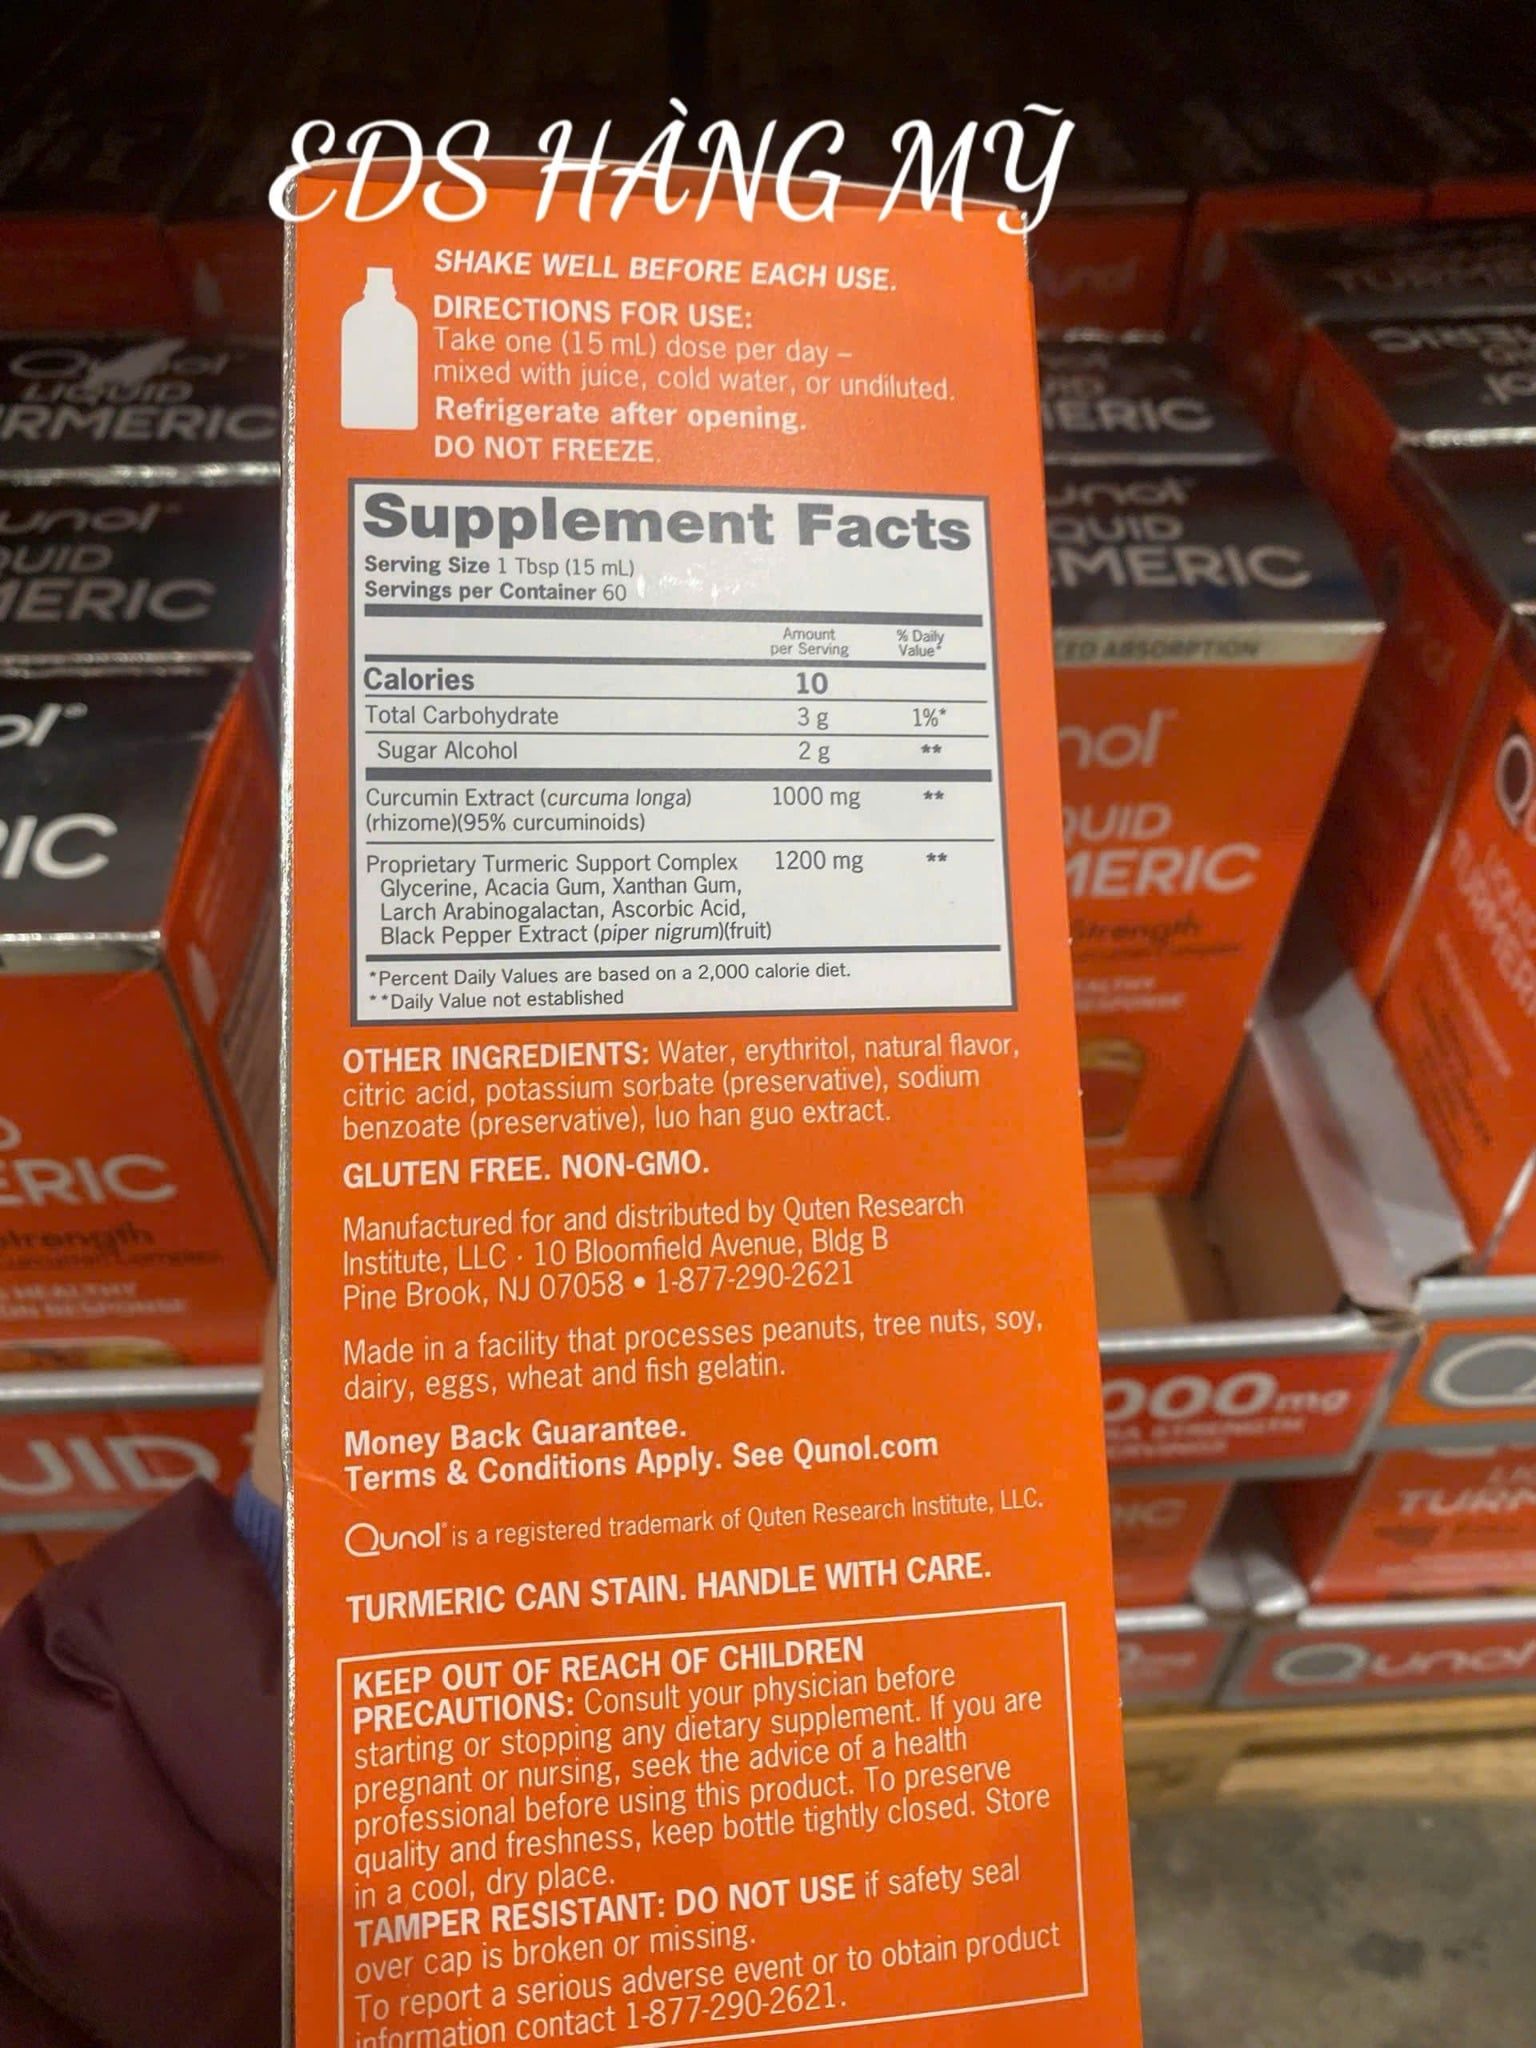 EDS HÀNG MỸ
SHAKE WELL BEFORE EACH USE.
DIRECTIONS FOR USE:
Take one (15 mL) dose per day –
mixed with juice, cold water, or undiluted.
Refrigerate after opening.
DO NOT FREEZE.
Supplement Facts
Serving Size 1 Tbsp (15 mL)
Servings per Container 60
Amount per Serving % Daily Value*
Calories 10
Total Carbohydrate 3 g 1%*
Sugar Alcohol 2 g **
Curcumin Extract (curcuma longa) 1000 mg **
(rhizome)(95% curcuminoids)
Proprietary Turmeric Support Complex 1200 mg **
Glycerine, Acacia Gum, Xanthan Gum,
Larch Arabinogalactan, Ascorbic Acid,
Black Pepper Extract (piper nigrum)(fruit)
*Percent Daily Values are based on a 2,000 calorie diet.
**Daily Value not established
OTHER INGREDIENTS: Water, erythritol, natural flavor,
citric acid, potassium sorbate (preservative), sodium
benzoate (preservative), luo han guo extract.
GLUTEN FREE. NON-GMO.
Manufactured for and distributed by Quten Research
Institute, LLC · 10 Bloomfield Avenue, Bldg B
Pine Brook, NJ 07058 • 1-877-290-2621
Made in a facility that processes peanuts, tree nuts, soy,
dairy, eggs, wheat and fish gelatin.
Money Back Guarantee.
Terms & Conditions Apply. See Qunol.com
Qunol® is a registered trademark of Quten Research Institute, LLC.
TURMERIC CAN STAIN. HANDLE WITH CARE.
KEEP OUT OF REACH OF CHILDREN
PRECAUTIONS: Consult your physician before
starting or stopping any dietary supplement. If you are
pregnant or nursing, seek the advice of a health
professional before using this product. To preserve
quality and freshness, keep bottle tightly closed. Store
in a cool, dry place.
TAMPER RESISTANT: DO NOT USE if safety seal
over cap is broken or missing.
To report a serious adverse event or to obtain product
information contact 1-877-290-2621.
LIQUID
RMERIC
unol
QUID
MERIC
ol®
RIC
ERIC
UID
ERIC
unol
QUID
MERIC
ED ABSORPTION
nol
QUID
MERIC
Strength
000mg
Qunol